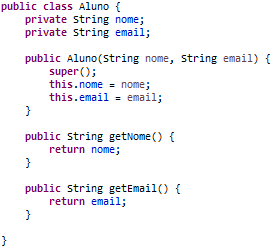 public class Aluno {
    private String nome;
    private String email;

    public Aluno(String nome, String email) {
        super();
        this.nome = nome;
        this.email = email;
    }

    public String getNome() {
        return nome;
    }

    public String getEmail() {
        return email;
    }

}